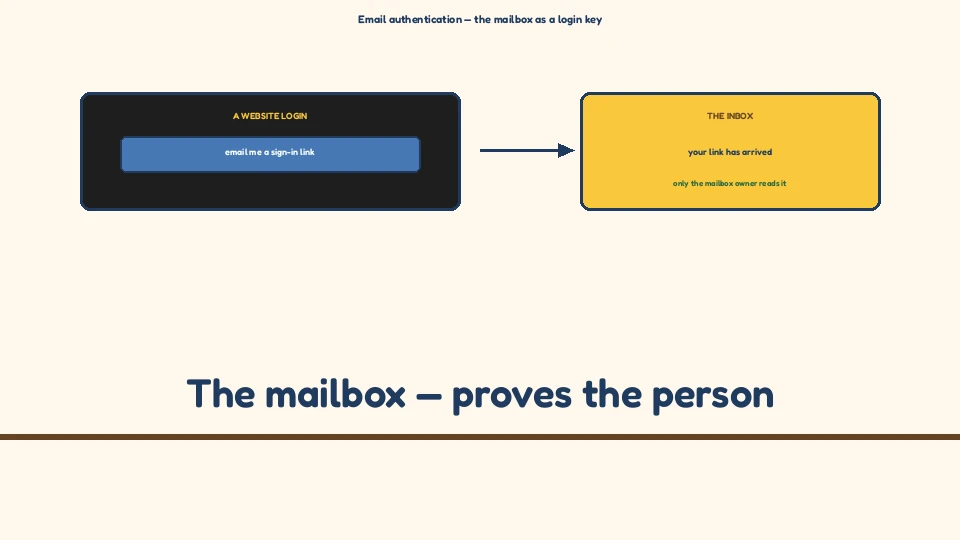 Email authentication — the mailbox as a login key
A WEBSITE LOGIN
email me a sign-in link
THE INBOX
your link has arrived
only the mailbox owner reads it
The mailbox — proves the person